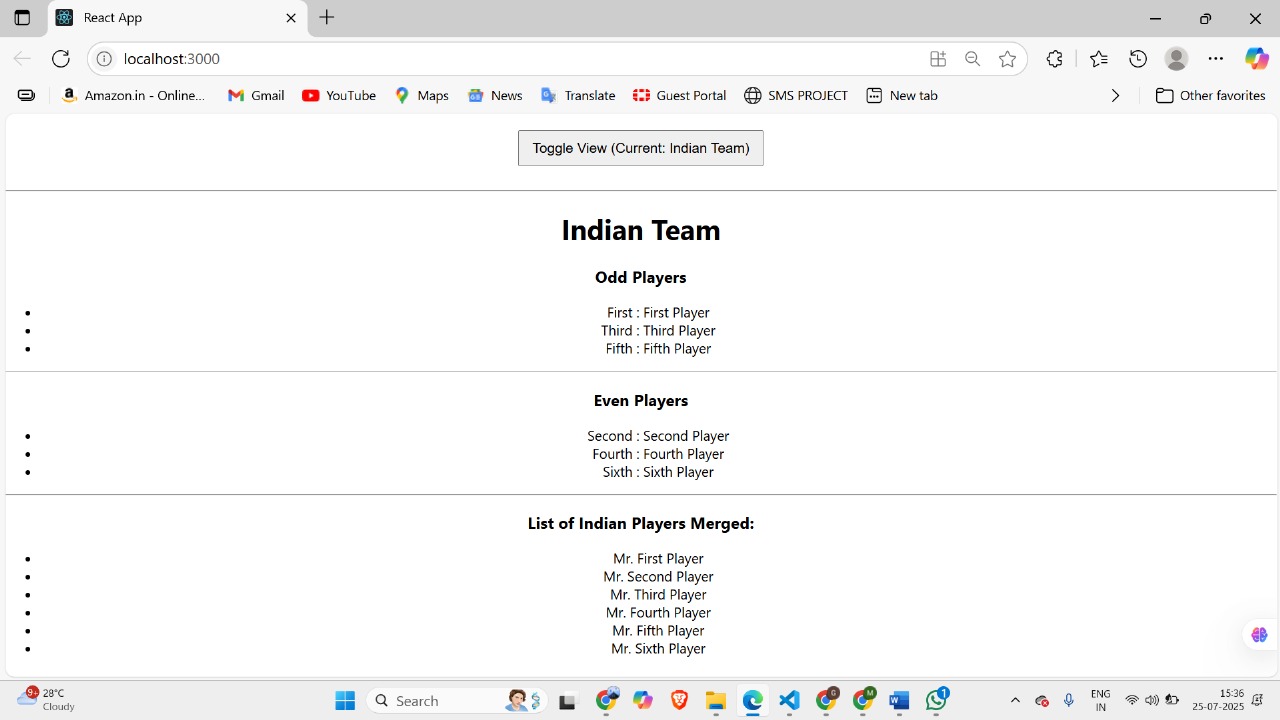 React App
localhost:3000
Amazon.in - Online...
Gmail
YouTube
Maps
News
Translate
Guest Portal
SMS PROJECT
New tab
Other favorites
Toggle View (Current: Indian Team)
Indian Team
Odd Players
First : First Player
Third : Third Player
Fifth : Fifth Player
Even Players
Second : Second Player
Fourth : Fourth Player
Sixth : Sixth Player
List of Indian Players Merged:
Mr. First Player
Mr. Second Player
Mr. Third Player
Mr. Fourth Player
Mr. Fifth Player
Mr. Sixth Player
9+
28°C
Cloudy
Search
G
M
1
ENG
IN
15:36
25-07-2025